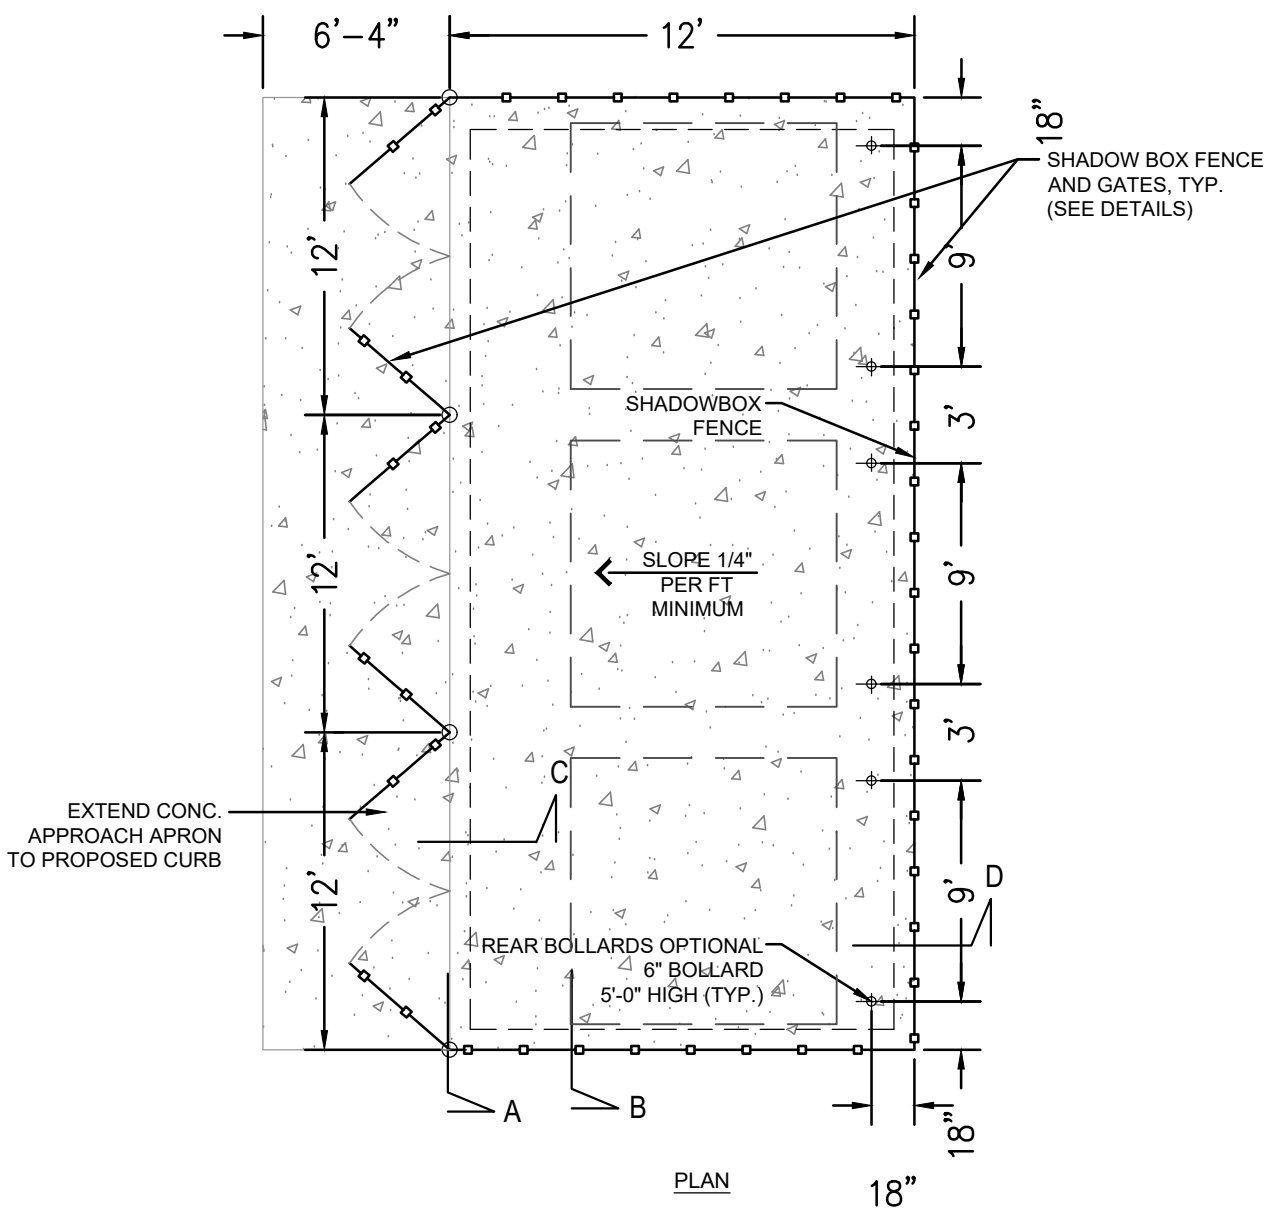 6'-4"
12'
18"
SHADOW BOX FENCE
AND GATES, TYP.
(SEE DETAILS)
12'
9'
SHADOWBOX
FENCE
3'
12'
SLOPE 1/4"
PER FT
MINIMUM
9'
3'
C
EXTEND CONC.
APPROACH APRON
TO PROPOSED CURB
12'
9'
D
REAR BOLLARDS OPTIONAL
6" BOLLARD
5'-0" HIGH (TYP.)
A
B
18"
PLAN
18"